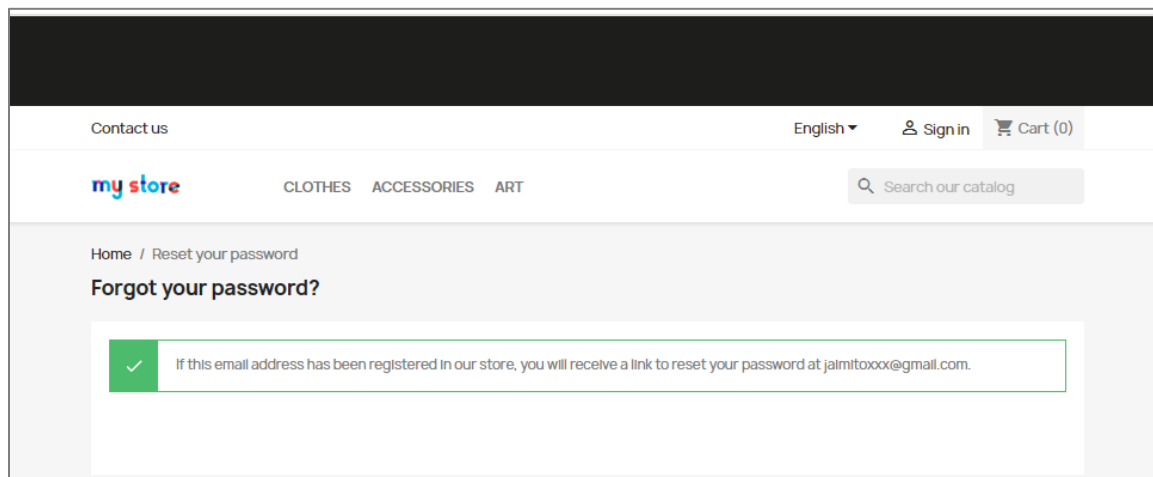 Contact us
English
Sign in
Cart (0)
my store
CLOTHES ACCESSORIES ART
Search our catalog
Home / Reset your password
Forgot your password?
If this email address has been registered in our store, you will receive a link to reset your password at jaimitoxxx@gmail.com.